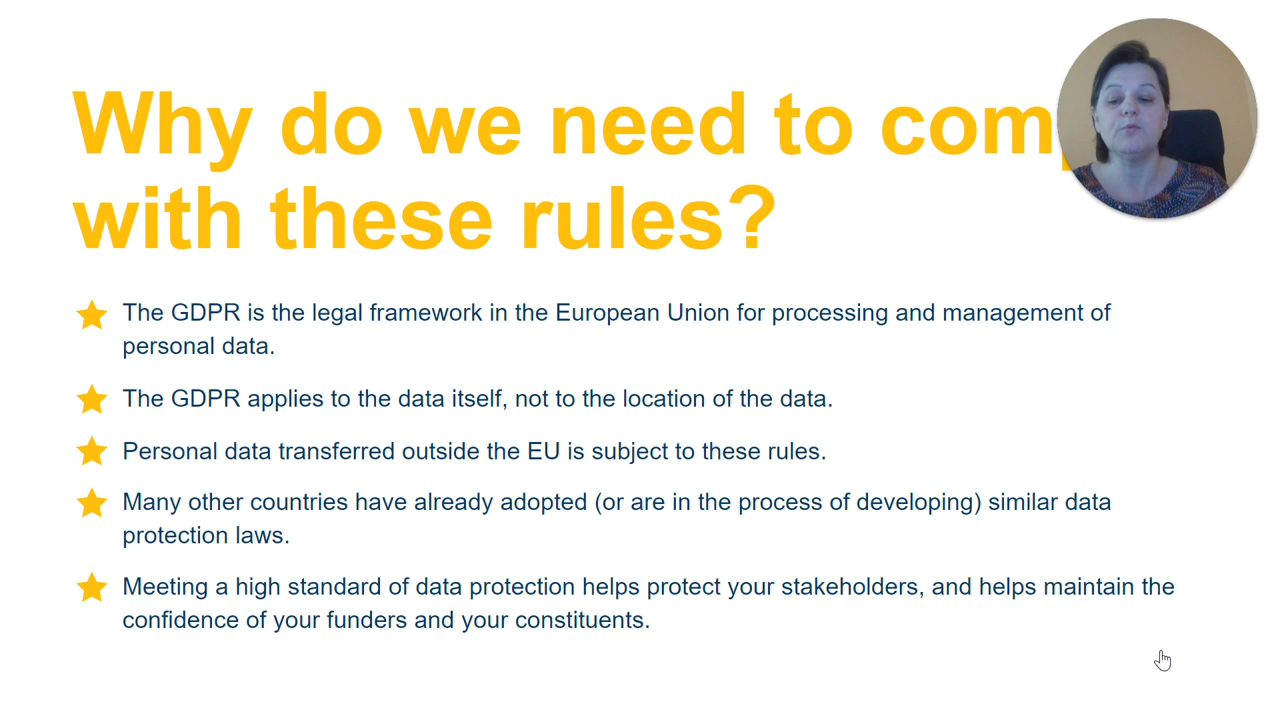 Why do we need to com
with these rules?
The GDPR is the legal framework in the European Union for processing and management of
personal data.
The GDPR applies to the data itself, not to the location of the data.
Personal data transferred outside the EU is subject to these rules.
Many other countries have already adopted (or are in the process of developing) similar data
protection laws.
Meeting a high standard of data protection helps protect your stakeholders, and helps maintain the
confidence of your funders and your constituents.